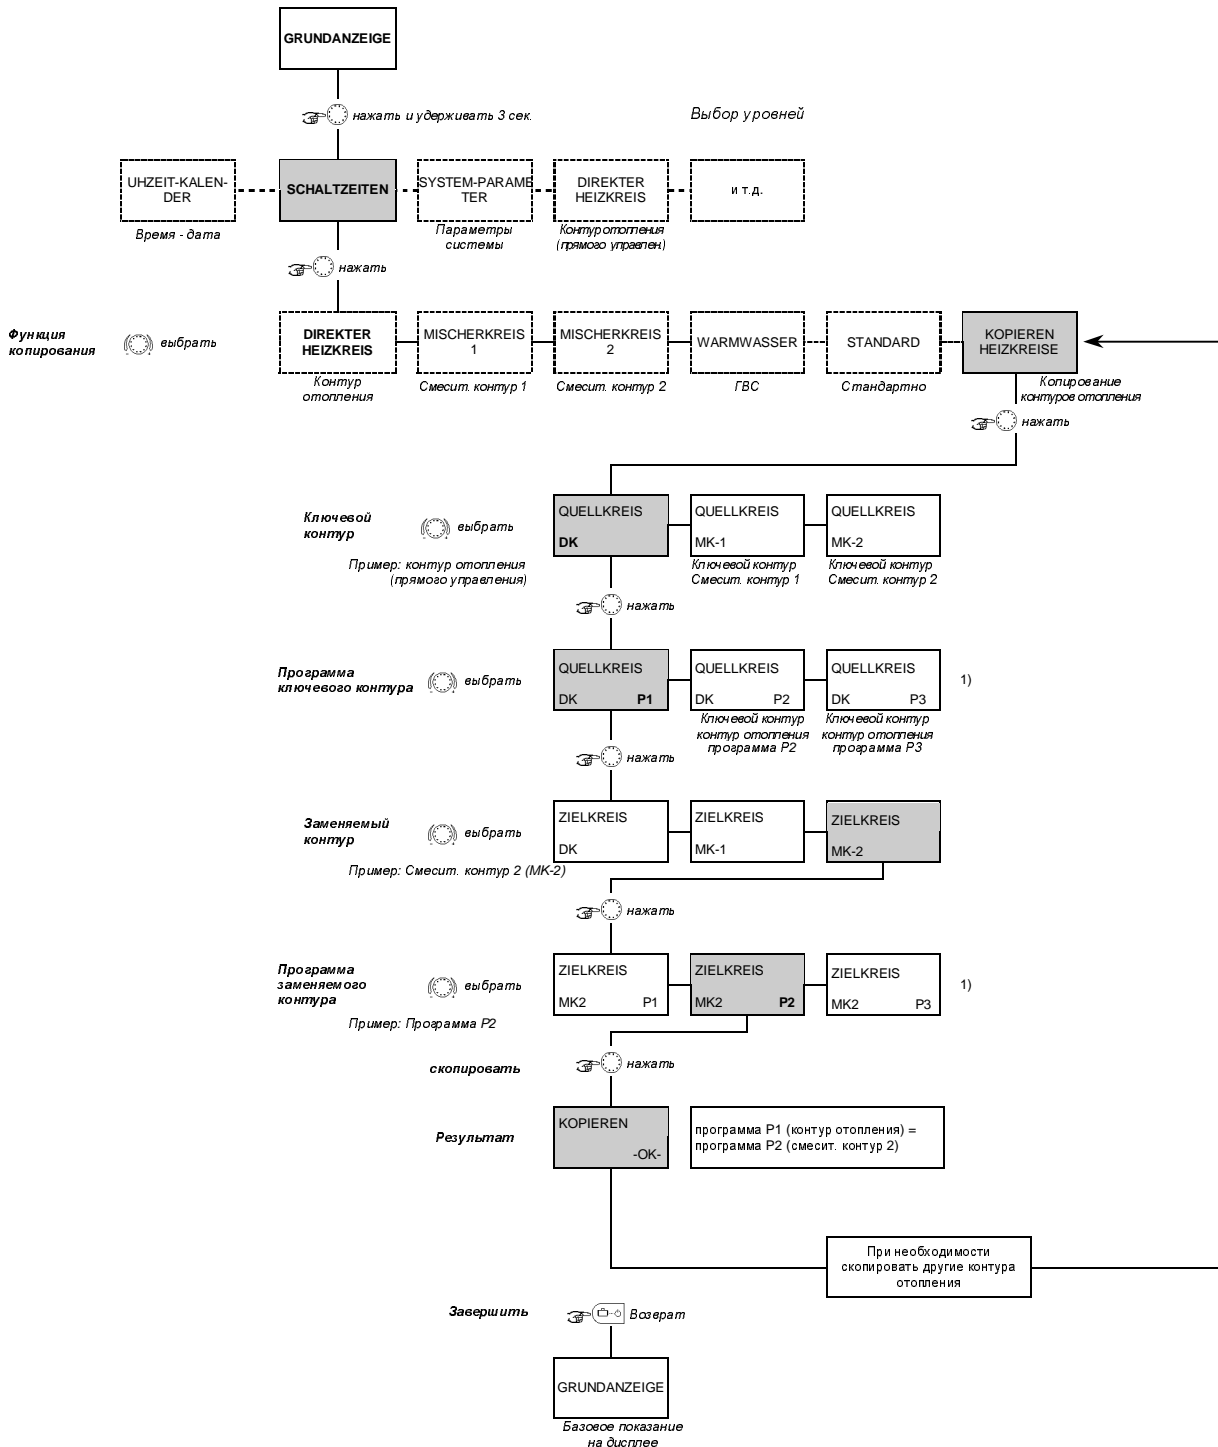 GRUNDANZEIGE
нажать и удерживать 3 сек.
Выбор уровней
UHZEIT-KALEN-
DER
SCHALTZEITEN
SYSTEM-PARAME
TER
DIREKTER
HEIZKREIS
и т.д.
Время - дата
Параметры
системы
Контур отопления
(прямого управлен.)
нажать
Функция
копирования
выбрать
DIREKTER
HEIZKREIS
MISCHERKREIS
1
MISCHERKREIS
2
WARMWASSER
STANDARD
KOPIEREN
HEIZKREISE
Контур
отопления
Смесит. контур 1
Смесит. контур 2
ГВС
Стандартно
Копирование
контуров отопления
нажать
Ключевой
контур
выбрать
QUELLKREIS
DK
QUELLKREIS
MK-1
QUELLKREIS
MK-2
Пример: контур отопления
(прямого управления)
Ключевой контур
Смесит. контур 1
Ключевой контур
Смесит. контур 2
нажать
Программа
ключевого контура
выбрать
QUELLKREIS
DK P1
QUELLKREIS
DK P2
QUELLKREIS
DK P3
1)
Ключевой контур
контур отопления
программа P2
Ключевой контур
контур отопления
программа P3
нажать
Заменяемый
контур
выбрать
ZIELKREIS
DK
ZIELKREIS
MK-1
ZIELKREIS
MK-2
Пример: Смесит. контур 2 (МК-2)
нажать
Программа
заменяемого
контура
выбрать
ZIELKREIS
MK2 P1
ZIELKREIS
MK2 P2
ZIELKREIS
MK2 P3
1)
Пример: Программа P2
скопировать
нажать
Результат
KOPIEREN
-OK-
программа P1 (контур отопления) =
программа P2 (смесит. контур 2)
При необходимости
скопировать другие контура
отопления
Завершить
Возврат
GRUNDANZEIGE
Базовое показание
на дисплее